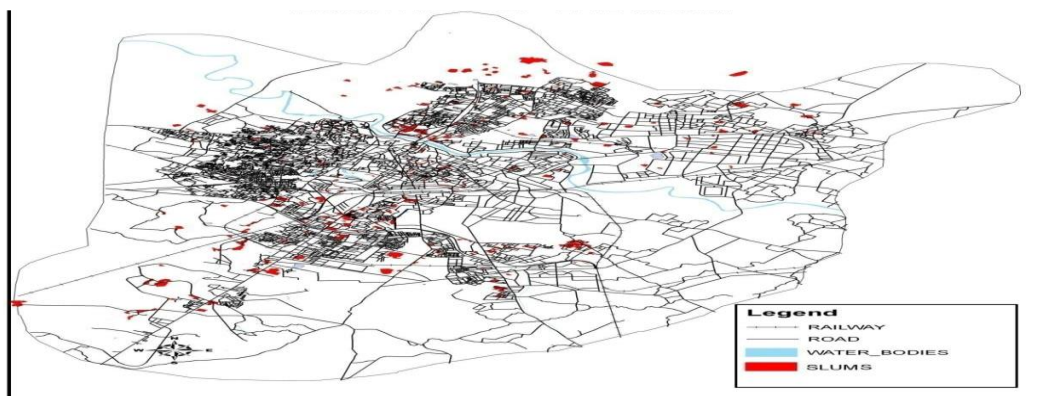 N
W E
S
Legend
RAILWAY
ROAD
WATER_BODIES
SLUMS